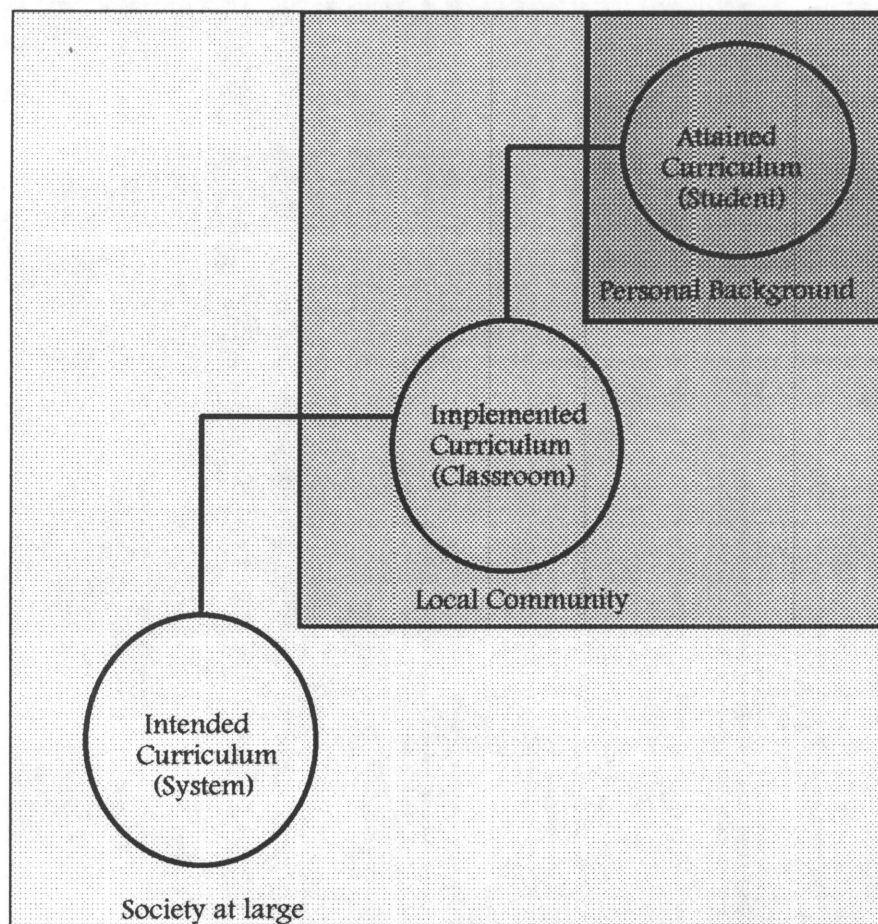 Attained
Curriculum
(Student)
Personal Background
Implemented
Curriculum
(Classroom)
Local Community
Intended
Curriculum
(System)
Society at large